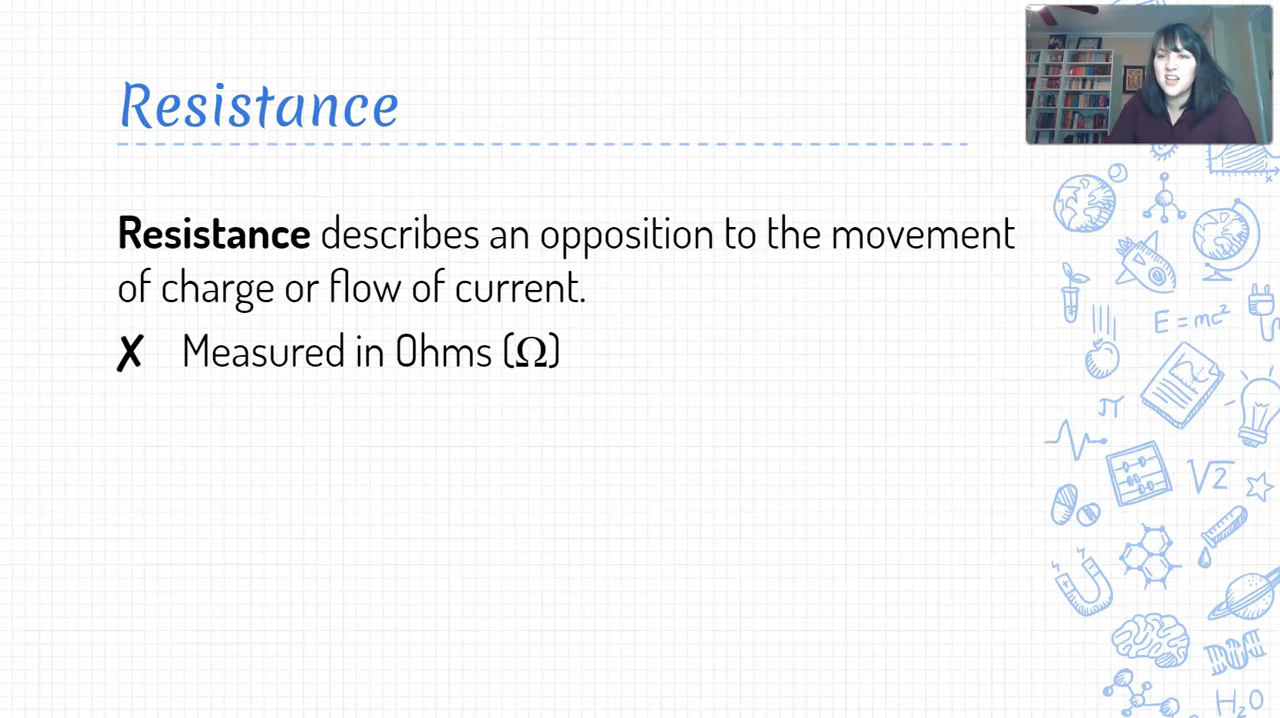 Resistance
Resistance describes an opposition to the movement
of charge or flow of current.
✗ Measured in Ohms (Ω)
E = mc²
π
√2
H₂O